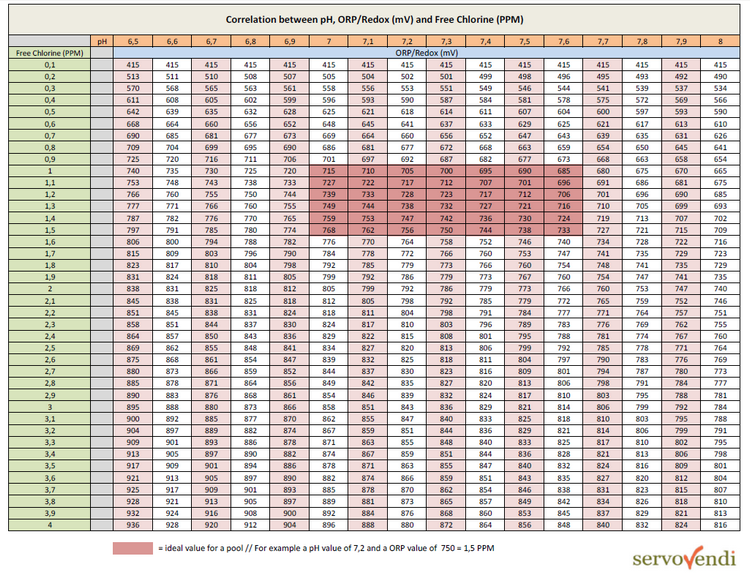 Correlation between pH, ORP/Redox (mV) and Free Chlorine (PPM)
pH 6,5 6,6 6,7 6,8 6,9 7 7,1 7,2 7,3 7,4 7,5 7,6 7,7 7,8 7,9 8
Free Chlorine (PPM) ORP/Redox (mV)
0,1 415 415 415 415 415 415 415 415 415 415 415 415 415 415 415 415
0,2 513 511 510 508 507 505 504 502 501 499 498 496 495 493 492 490
0,3 570 568 565 563 561 558 556 553 551 549 546 544 541 539 537 534
0,4 611 608 605 602 599 596 593 590 587 584 581 578 575 572 569 566
0,5 642 639 635 632 628 625 621 618 614 611 607 604 600 597 593 590
0,6 668 664 660 656 652 648 645 641 637 633 629 625 621 617 613 610
0,7 690 685 681 677 673 669 664 660 656 652 647 643 639 635 631 626
0,8 709 704 699 695 690 686 681 677 672 668 663 659 654 650 645 641
0,9 725 720 716 711 706 701 697 692 687 682 677 673 668 663 658 654
1 740 735 730 725 720 715 710 705 700 695 690 685 680 675 670 665
1,1 753 748 743 738 733 727 722 717 712 707 701 696 691 686 681 675
1,2 766 760 755 750 744 739 733 728 723 717 712 706 701 696 690 685
1,3 777 771 766 760 755 749 744 738 732 727 721 716 710 705 699 693
1,4 787 782 776 770 765 759 753 747 742 736 730 724 719 713 707 702
1,5 797 791 785 780 774 768 762 756 750 744 738 733 727 721 715 709
1,6 806 800 794 788 782 776 770 764 758 752 746 740 734 728 722 716
1,7 815 809 803 796 790 784 778 772 766 760 753 747 741 735 729 723
1,8 823 817 810 804 798 792 785 779 773 766 760 754 748 741 735 729
1,9 831 824 818 811 805 799 792 786 779 773 767 760 754 747 741 735
2 838 831 825 818 812 805 799 792 786 779 773 766 760 753 747 740
2,1 845 838 831 825 818 812 805 798 792 785 779 772 765 759 752 746
2,2 851 845 838 831 824 818 811 804 798 791 784 777 771 764 757 751
2,3 858 851 844 837 830 824 817 810 803 796 789 783 776 769 762 755
2,4 864 857 850 843 836 829 822 815 808 801 795 788 781 774 767 760
2,5 869 862 855 848 841 834 827 820 813 806 799 792 785 778 771 764
2,6 875 868 861 854 847 839 832 825 818 811 804 797 790 783 776 769
2,7 880 873 866 859 852 844 837 830 823 816 809 801 794 787 780 773
2,8 885 878 871 864 856 849 842 835 827 820 813 806 798 791 784 777
2,9 890 883 876 868 861 854 846 839 832 824 817 810 803 795 788 781
3 895 888 880 873 866 858 851 843 836 829 821 814 806 799 792 784
3,1 900 892 885 877 870 862 855 847 840 833 825 818 810 803 795 788
3,2 904 897 889 882 874 867 859 851 844 836 829 821 814 806 799 791
3,3 909 901 893 886 878 871 863 855 848 840 833 825 817 810 802 795
3,4 913 905 897 890 882 874 867 859 851 844 836 828 821 813 806 798
3,5 917 909 901 894 886 878 871 863 855 847 840 832 824 816 809 801
3,6 921 913 905 897 890 882 874 866 859 851 843 835 827 820 812 804
3,7 925 917 909 901 893 885 878 870 862 854 846 838 831 823 815 807
3,8 928 921 913 905 897 889 881 873 865 857 849 842 834 826 818 810
3,9 932 924 916 908 900 892 884 876 868 860 853 845 837 829 821 813
4 936 928 920 912 904 896 888 880 872 864 856 848 840 832 824 816
= ideal value for a pool // For example a pH value of 7,2 and a ORP value of 750 = 1,5 PPM
servovendi